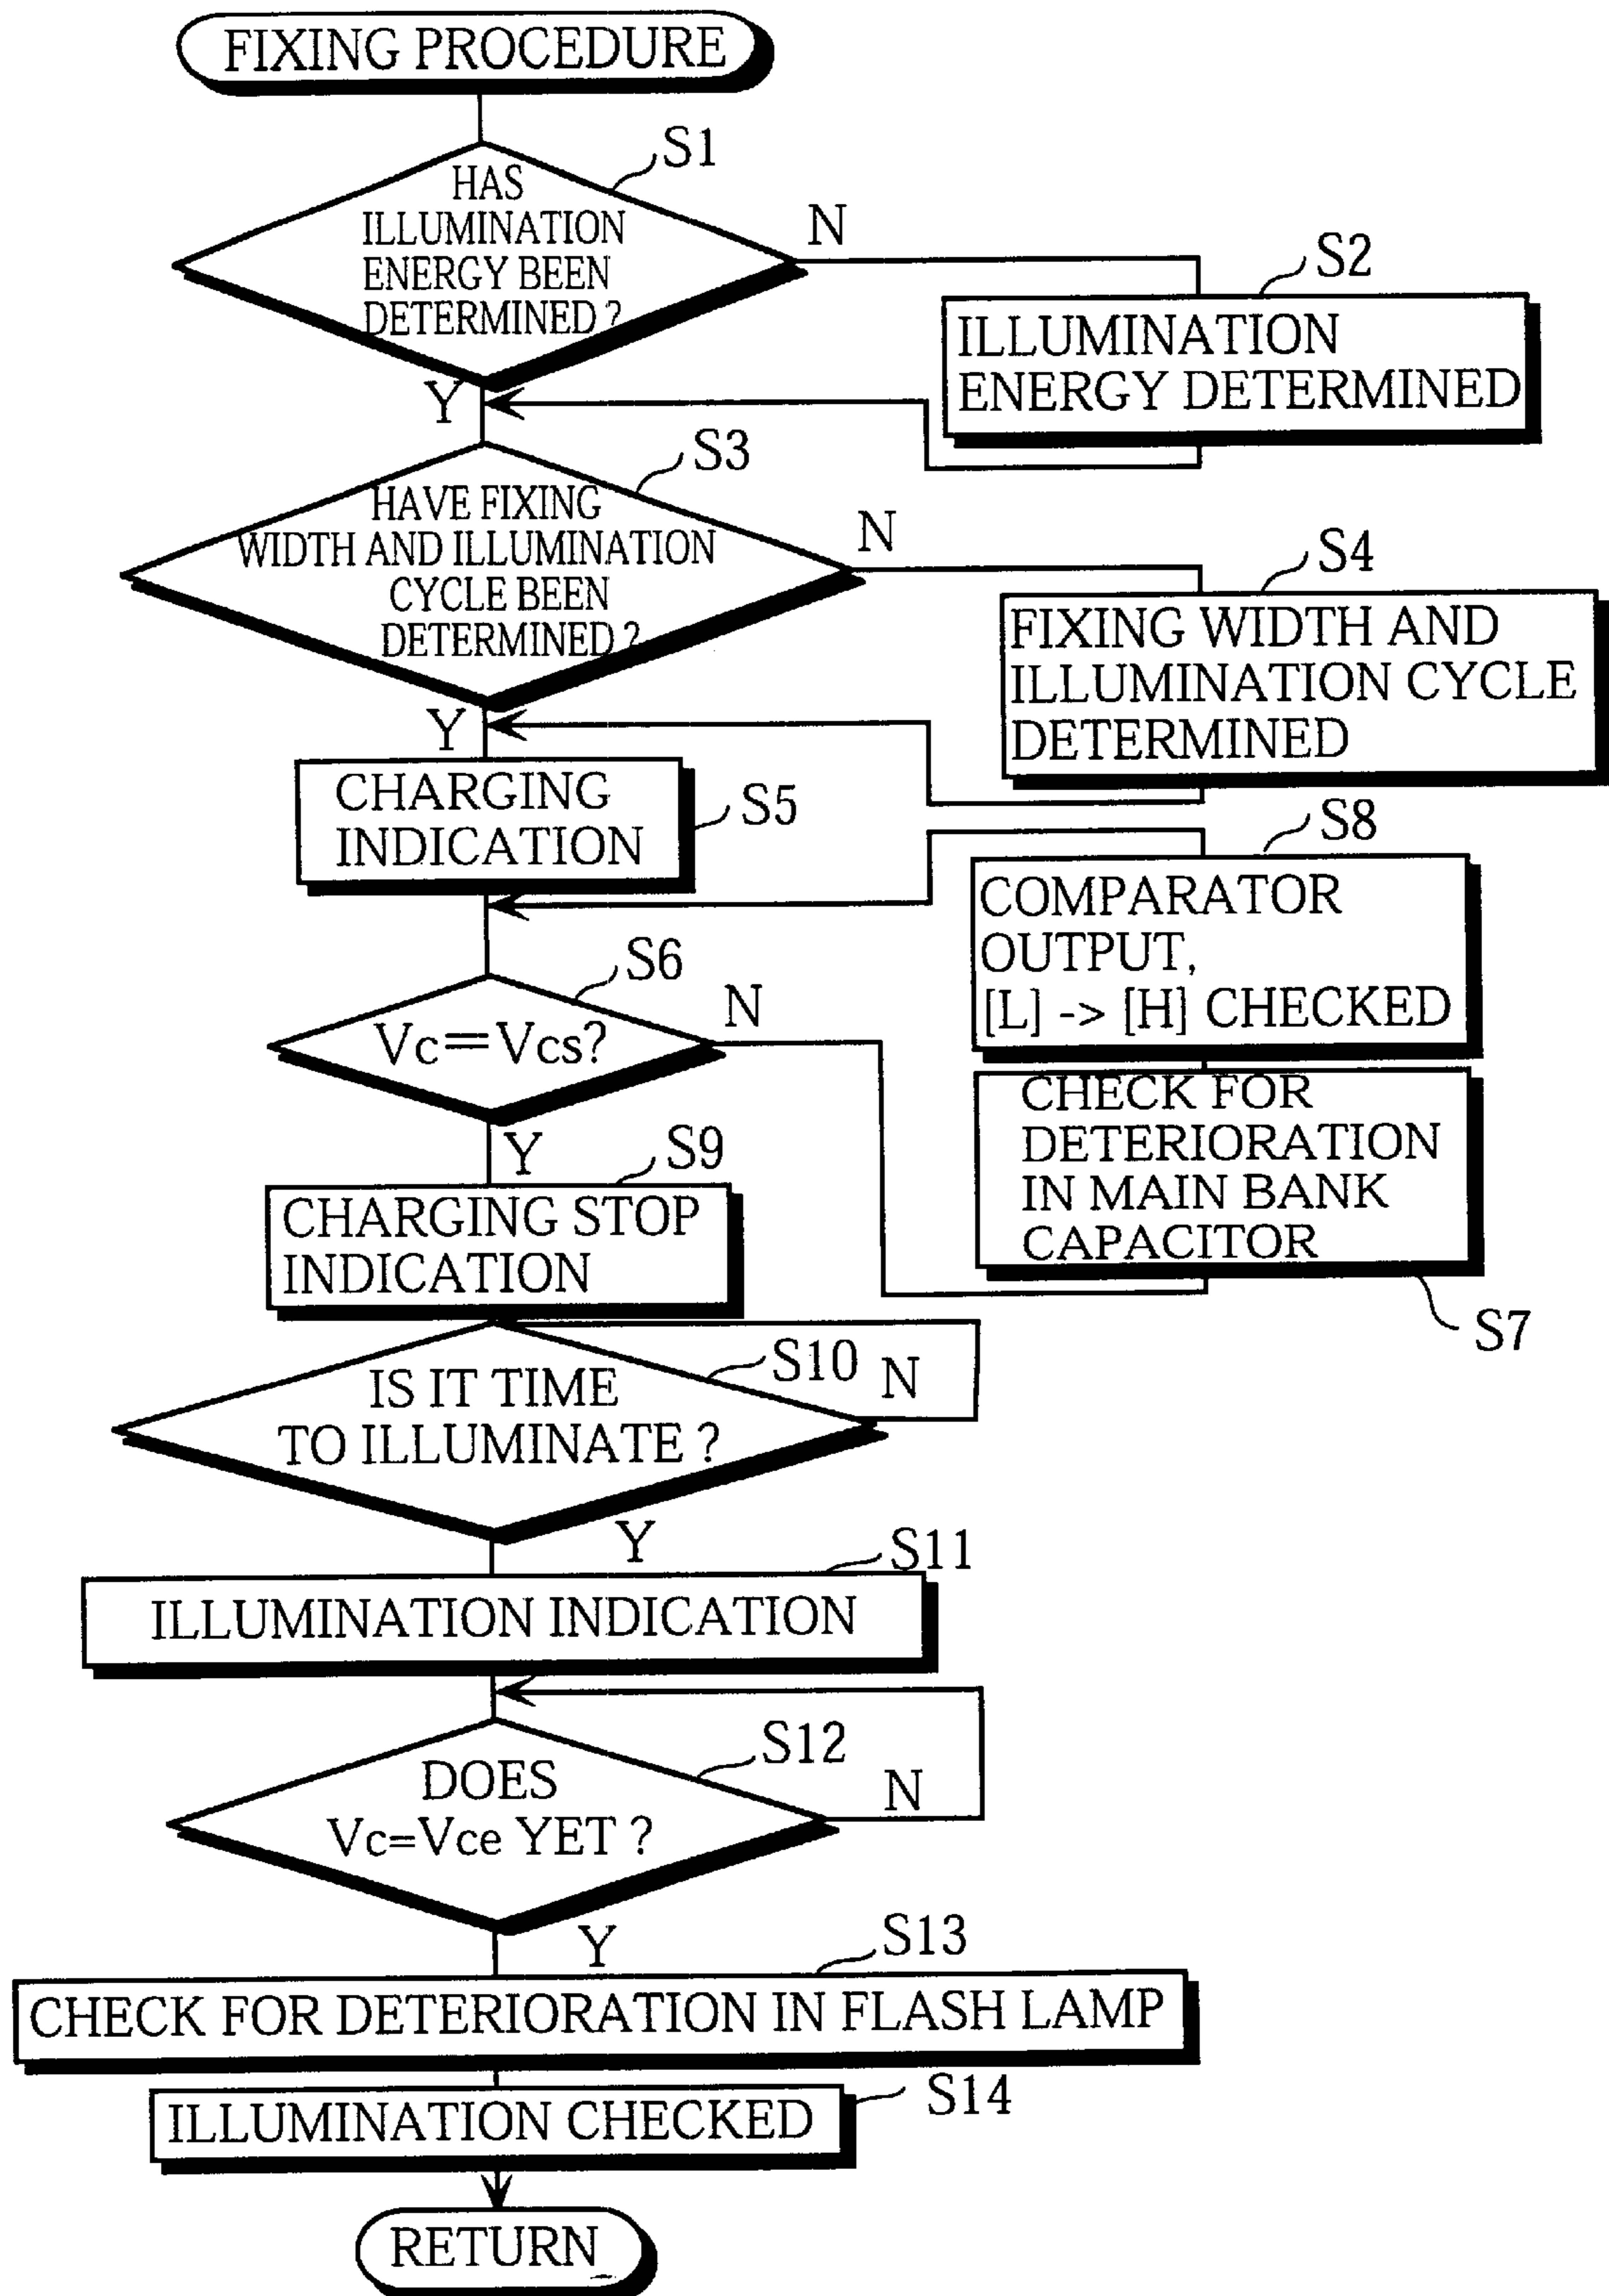 FIXING PROCEDURE
S1
HAS
ILLUMINATION
ENERGY BEEN
DETERMINED ?
N
Y
S2
ILLUMINATION
ENERGY DETERMINED
S3
HAVE FIXING
WIDTH AND ILLUMINATION
CYCLE BEEN
DETERMINED ?
N
Y
S4
FIXING WIDTH AND
ILLUMINATION CYCLE
DETERMINED
CHARGING
INDICATION
S5
S6
Vc=Vcs?
N
Y
S8
COMPARATOR
OUTPUT,
[L] -> [H] CHECKED
CHECK FOR
DETERIORATION
IN MAIN BANK
CAPACITOR
S7
S9
CHARGING STOP
INDICATION
S10
IS IT TIME
TO ILLUMINATE ?
N
Y
S11
ILLUMINATION INDICATION
S12
DOES
Vc=Vce YET ?
N
Y
S13
CHECK FOR DETERIORATION IN FLASH LAMP
S14
ILLUMINATION CHECKED
RETURN